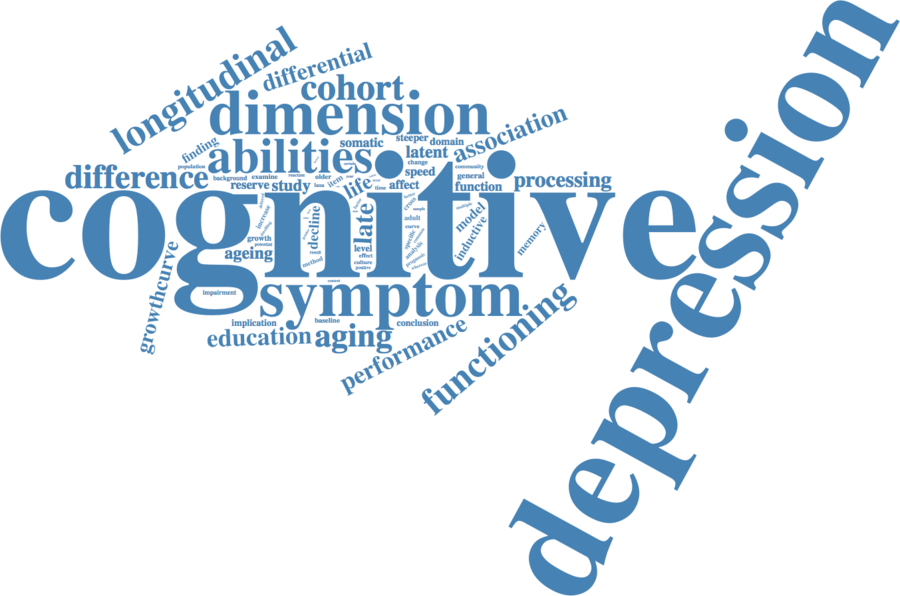 longitudinal
differential
cohort
dimension
association
finding
somatic
steeper
domain
population
abilities
latent
change
community
background
examine
older
speed
general
difference
reserve
study
item
life
time
affect
function
processing
cognitive
depression
increase
decline
late
adult
curve
model
inductive
memory
growth
potential
ageing
level
effect
specific
analysis
culture
method
growthcurve
impairment
symptom
implication
baseline
conclusion
education
aging
performance
functioning